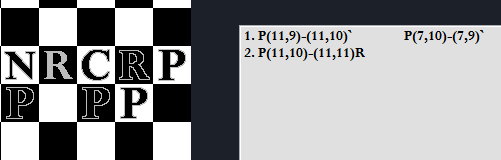 N R C R P
P P P
1. P(11,9)-(11,10)` P(7,10)-(7,9)`
2. P(11,10)-(11,11)R